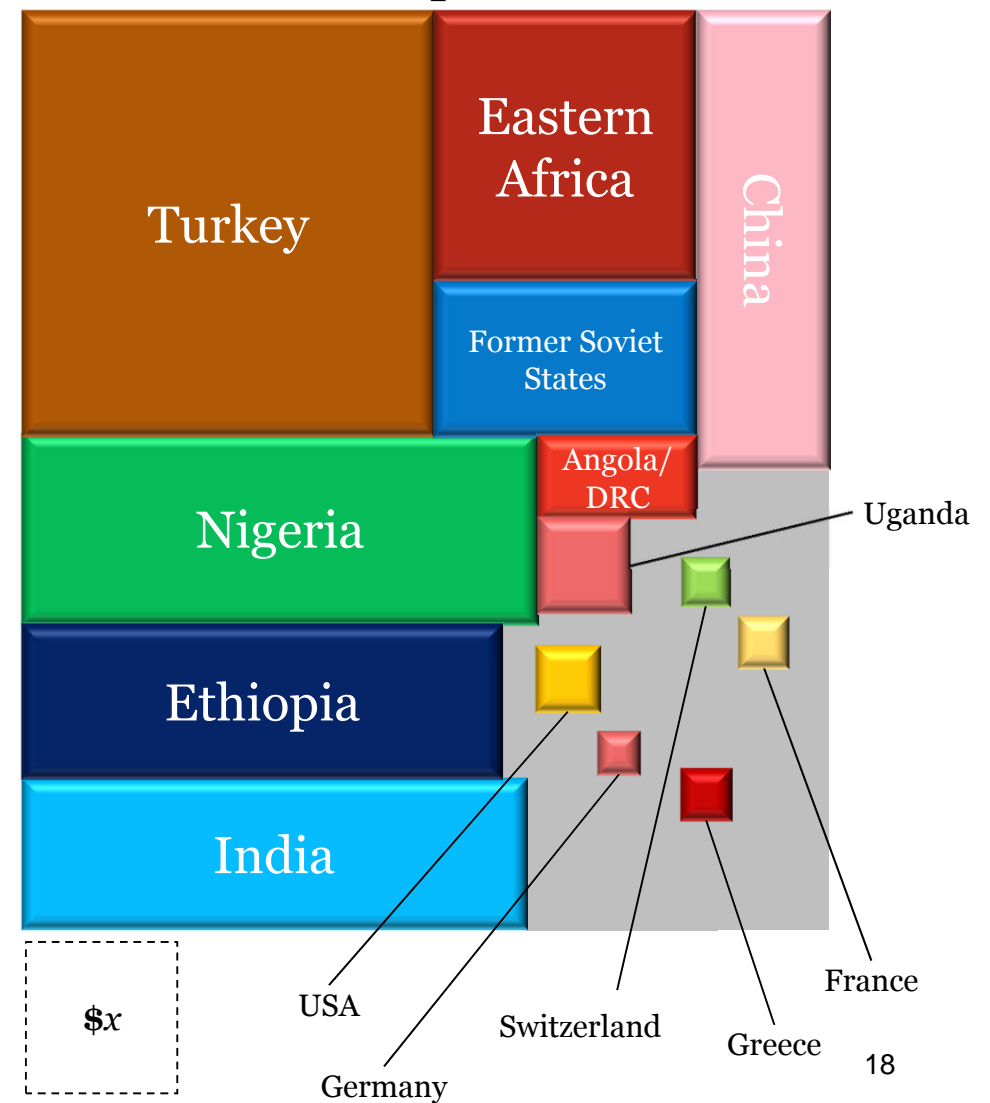 Turkey
Eastern
Africa
China
Former Soviet
States
Nigeria
Angola/
DRC
Uganda
Ethiopia
India
$x
USA
Germany
Switzerland
Greece
France
18